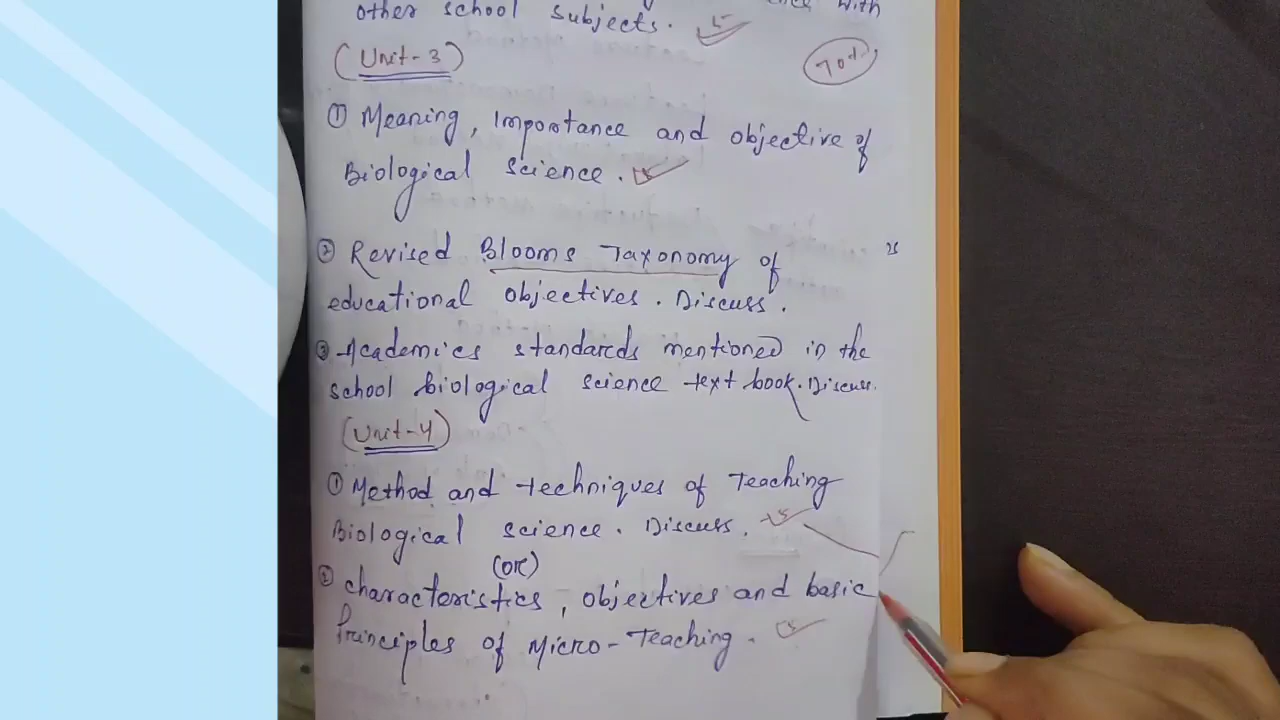 other school subjects.
with
(Unit-3)
① Meaning, Importance and objective of
Biological science.
② Revised Blooms Taxonomy of
educational objectives. Discuss.
③ Academics standards mentioned in the
school biological science text book. Discuss.
(Unit-4)
① Method and techniques of Teaching
Biological science. Discuss.
(OR)
② characteristics, objectives and basic
Principles of Micro-Teaching.